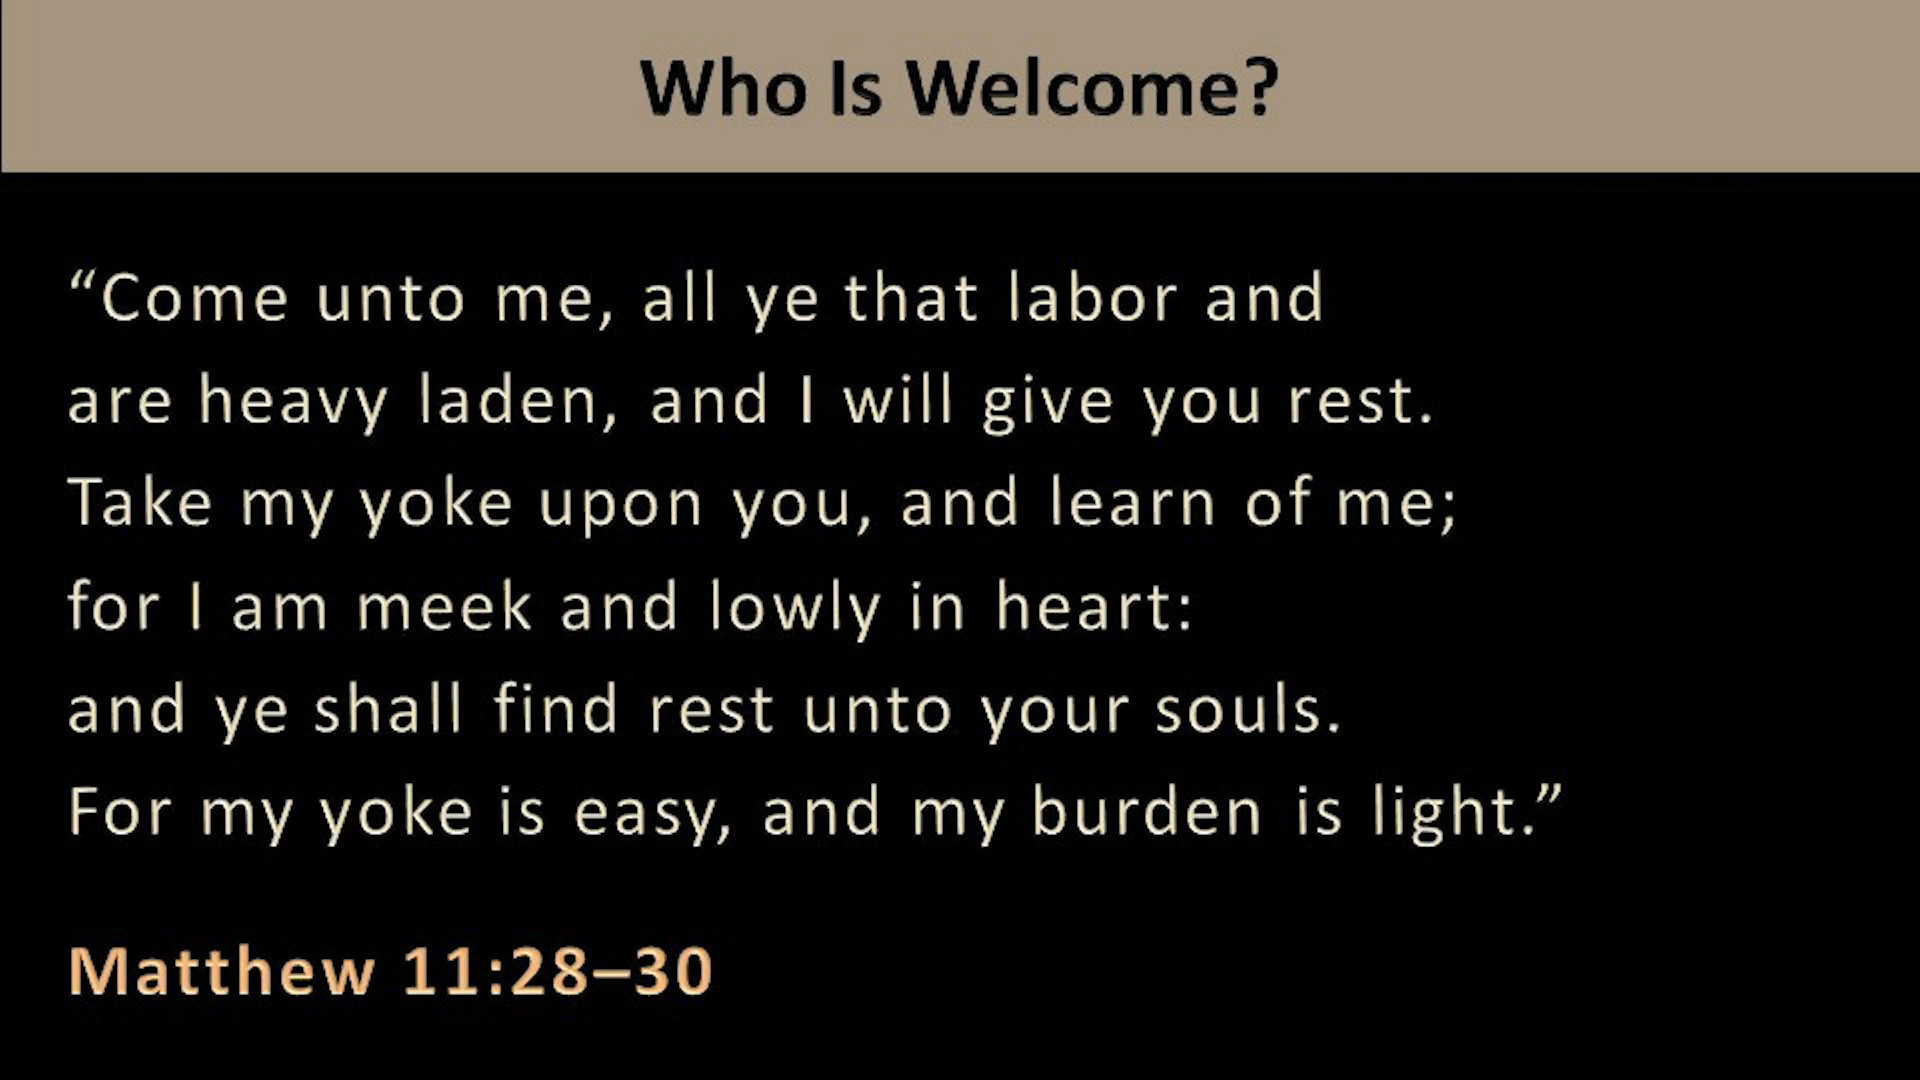 Who Is Welcome?
“Come unto me, all ye that labor and
are heavy laden, and I will give you rest.
Take my yoke upon you, and learn of me;
for I am meek and lowly in heart:
and ye shall find rest unto your souls.
For my yoke is easy, and my burden is light.”
Matthew 11:28–30